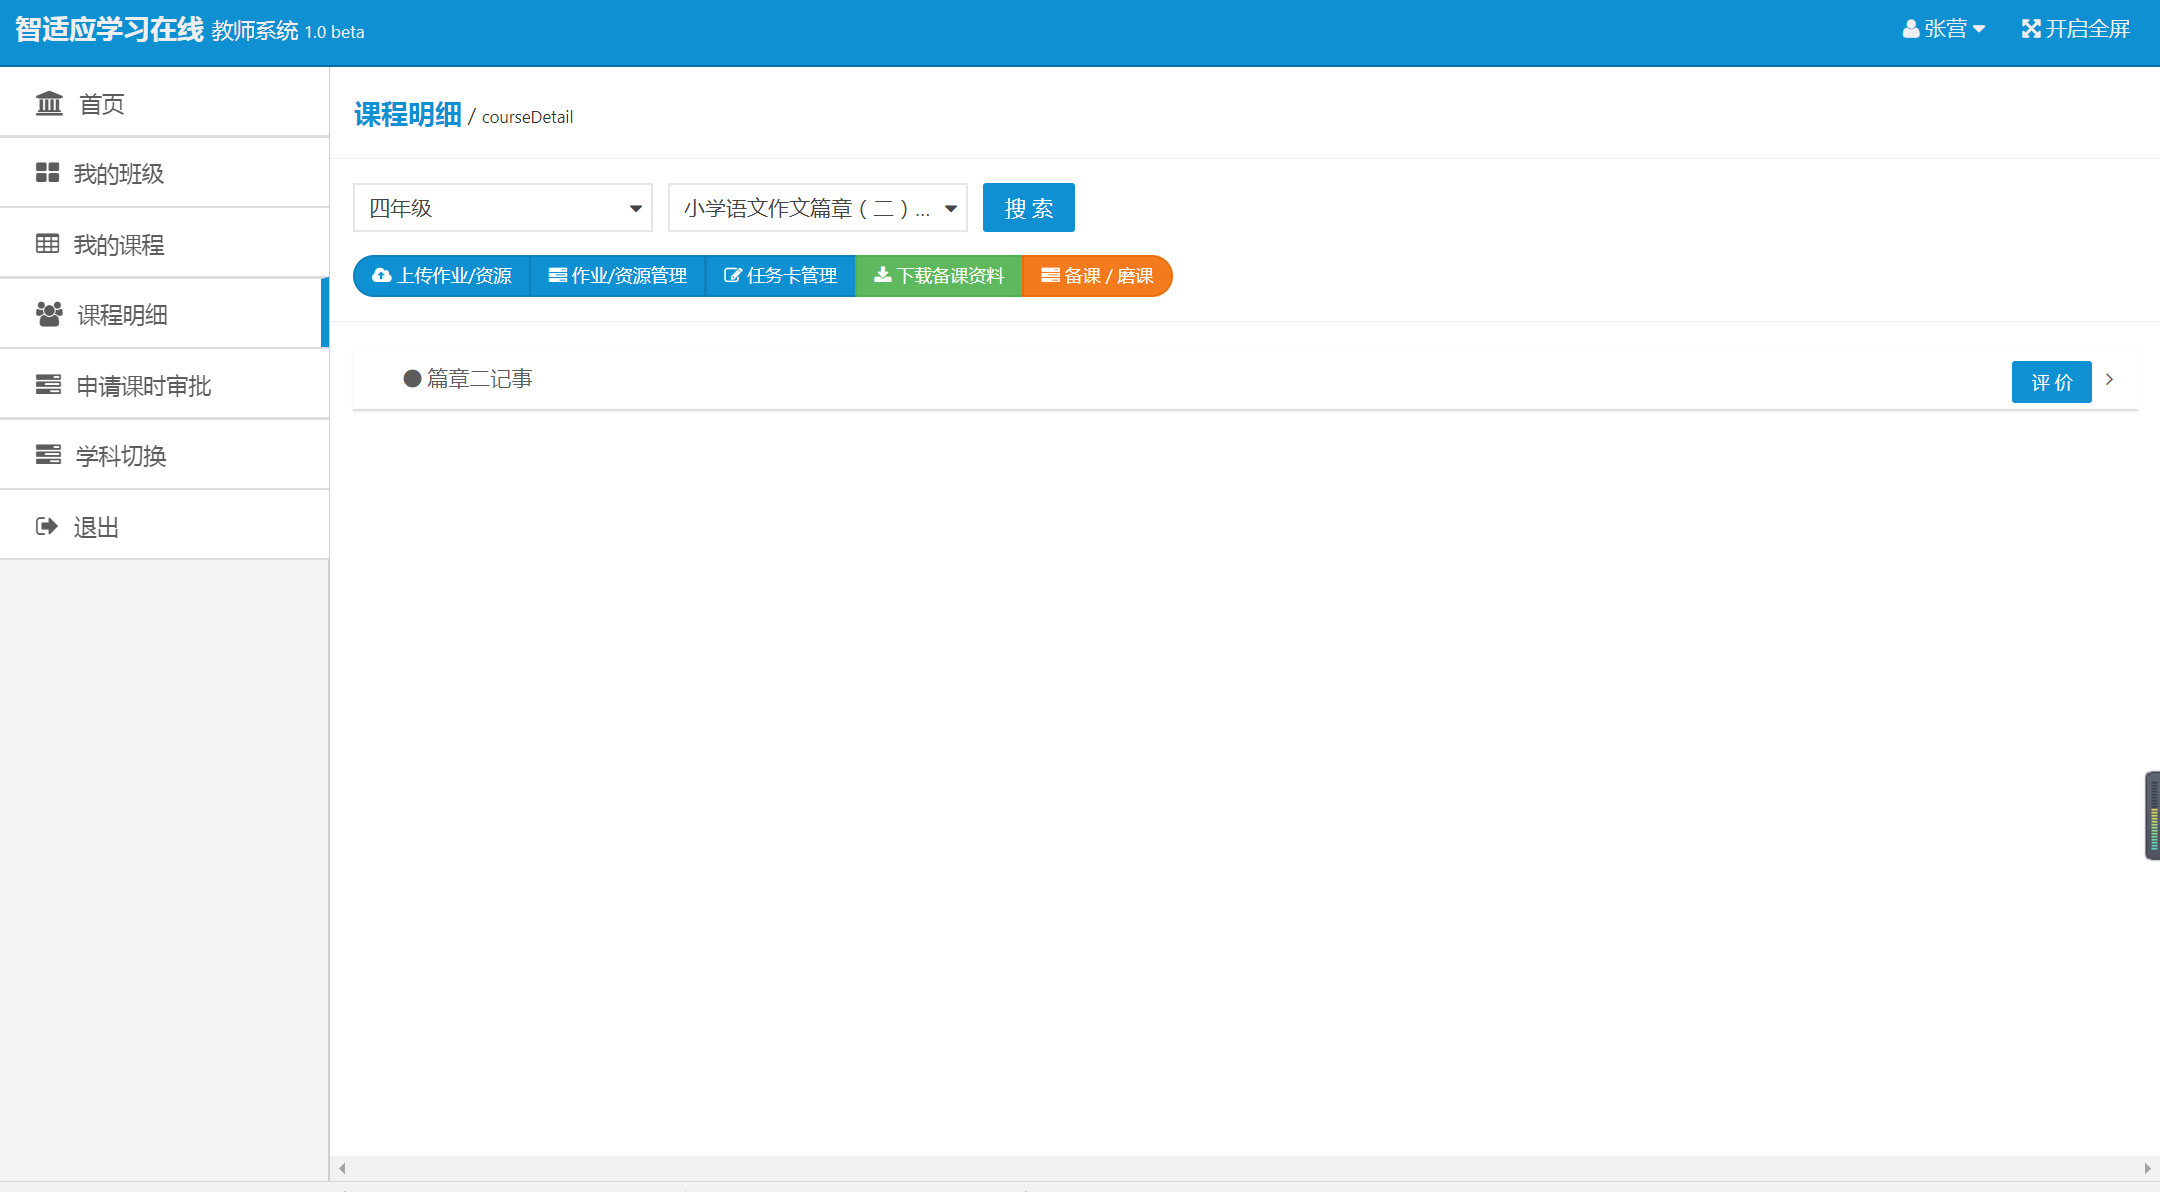 智适应学习在线 教师系统 1.0 beta
张营
开启全屏
首页
我的班级
我的课程
课程明细
申请课时审批
学科切换
退出
课程明细 / courseDetail
四年级
小学语文作文篇章（二）...
搜 索
上传作业/资源
作业/资源管理
任务卡管理
下载备课资料
备课 / 磨课
篇章二记事
评 价